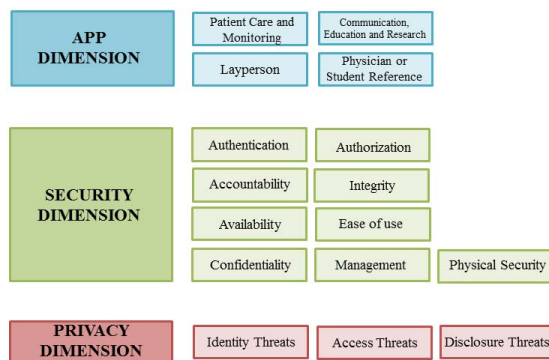 APP
DIMENSION
Patient Care and
Monitoring
Communication,
Education and Research
Layperson
Physician or
Student Reference
SECURITY
DIMENSION
Authentication
Authorization
Accountability
Integrity
Availability
Ease of use
Confidentiality
Management
Physical Security
PRIVACY
DIMENSION
Identity Threats
Access Threats
Disclosure Threats